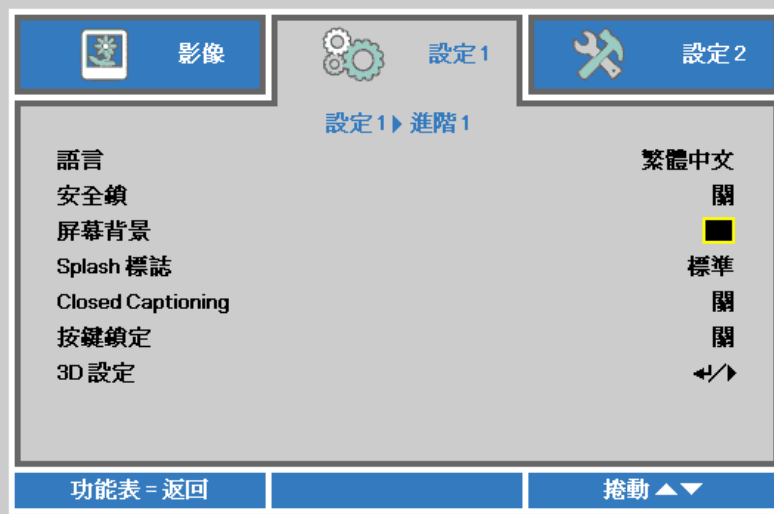 影像 設定1 設定2
設定1▶進階1
語言 繁體中文
安全鎖 關
屏幕背景
Splash 標誌 標準
Closed Captioning 關
按鍵鎖定 關
3D 設定 ↵/▶
功能表 = 返回 捲動 ▲▼